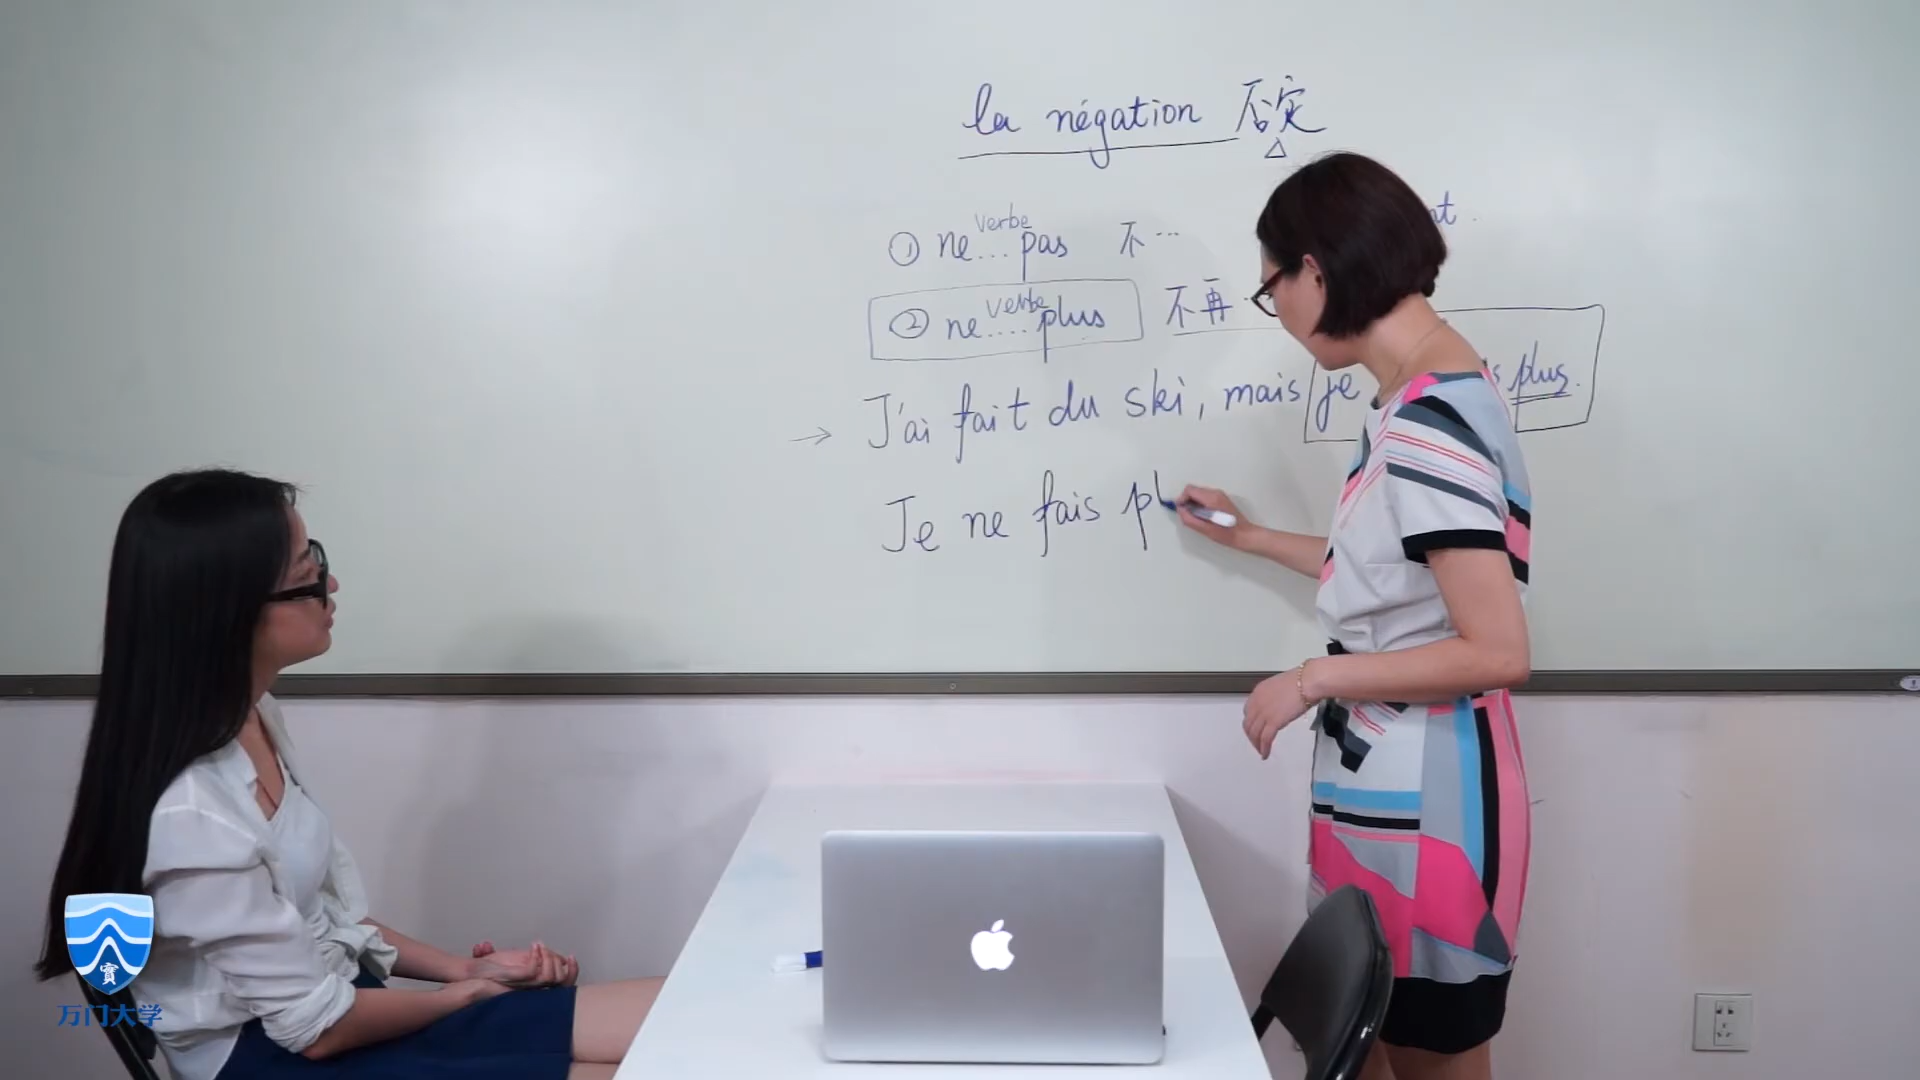 la négation 否定
① ne... verbe pas 不...
② ne.... verbe plus 不再
→ J'ai fait du ski, mais je plus.
Je ne fais pl
實
万门大学